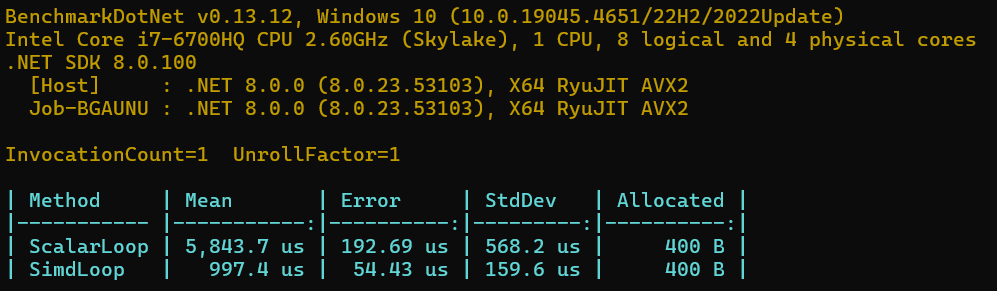 BenchmarkDotNet v0.13.12, Windows 10 (10.0.19045.4651/22H2/2022Update)
Intel Core i7-6700HQ CPU 2.60GHz (Skylake), 1 CPU, 8 logical and 4 physical cores
.NET SDK 8.0.100
  [Host]     : .NET 8.0.0 (8.0.23.53103), X64 RyuJIT AVX2
  Job-BGAUNU : .NET 8.0.0 (8.0.23.53103), X64 RyuJIT AVX2

InvocationCount=1  UnrollFactor=1

| Method     | Mean       | Error     | StdDev   | Allocated |
|----------- |-----------:|----------:|---------:|----------:|
| ScalarLoop | 5,843.7 us | 192.69 us | 568.2 us |     400 B |
| SimdLoop   |   997.4 us |  54.43 us | 159.6 us |     400 B |